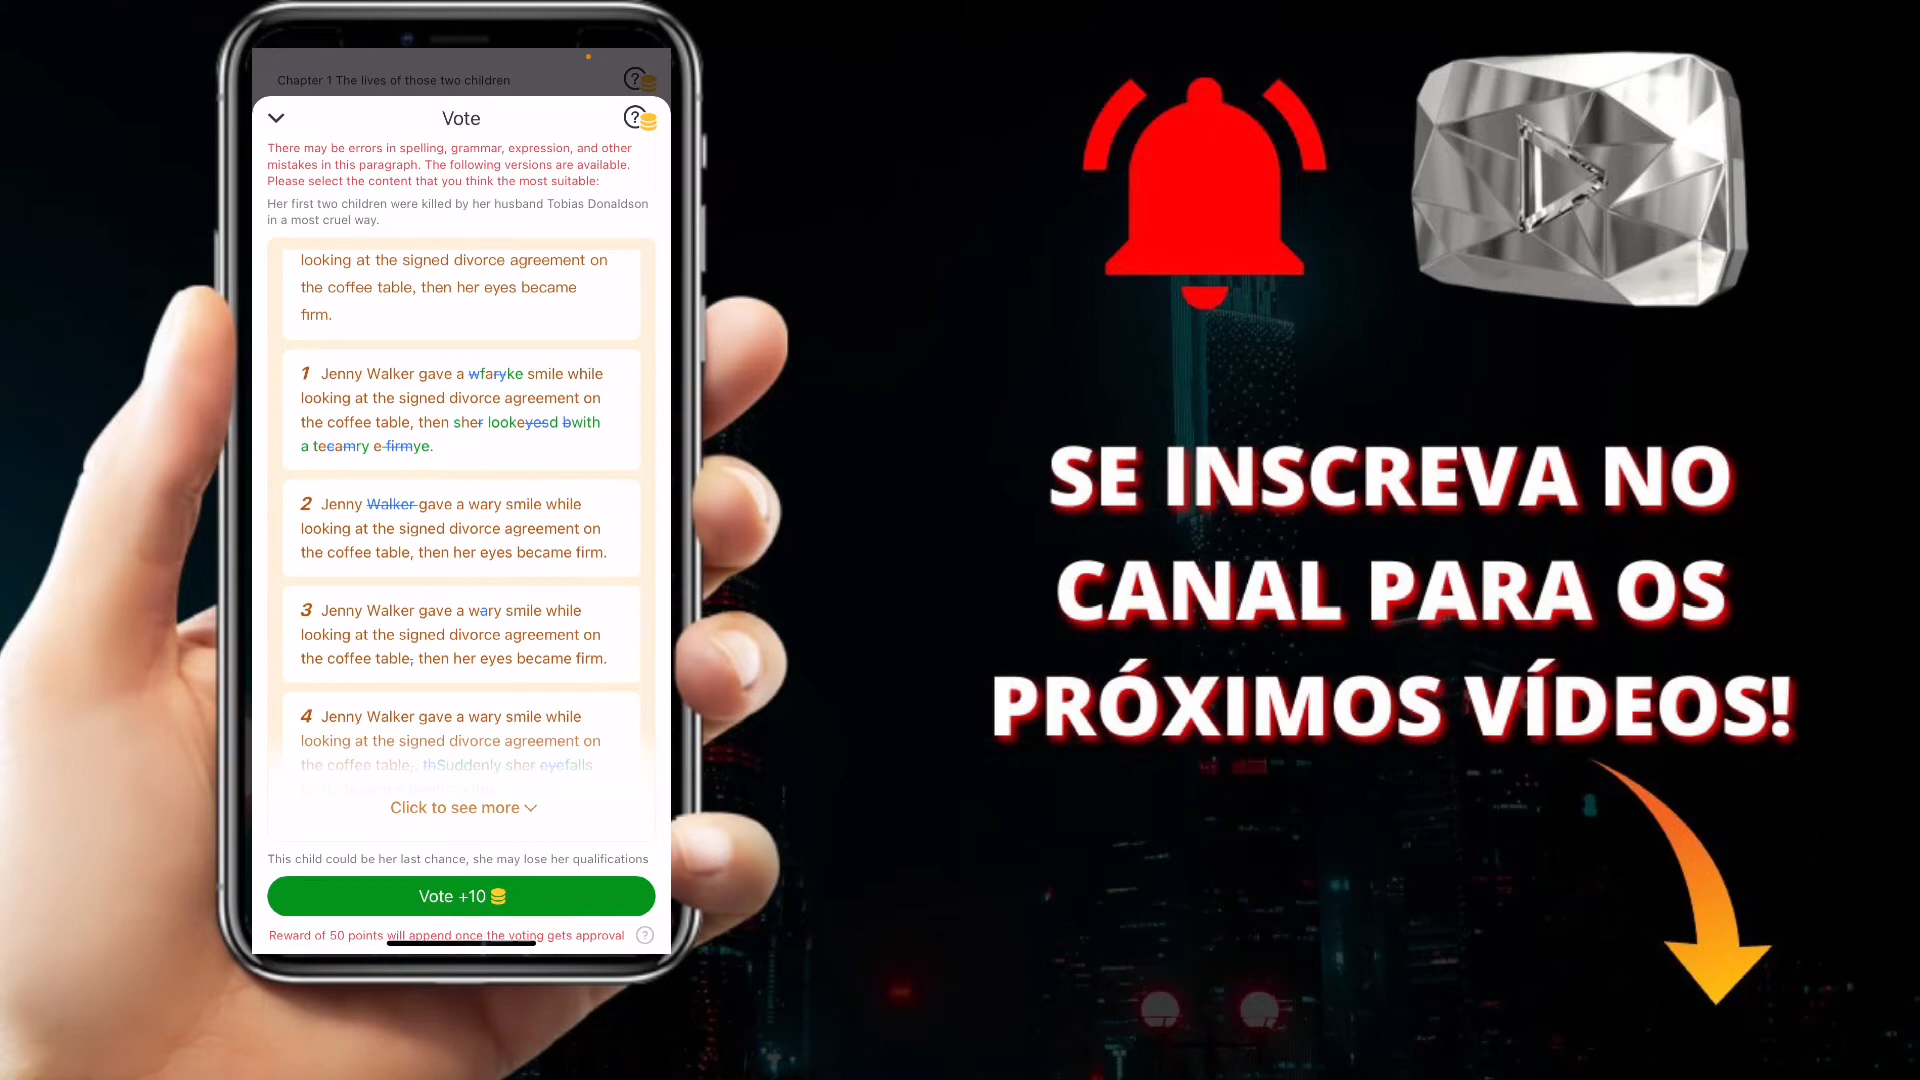 Chapter 1 The lives of those two children
Vote
There may be errors in spelling, grammar, expression, and other
mistakes in this paragraph. The following versions are available.
Please select the content that you think the most suitable:
Her first two children were killed by her husband Tobias Donaldson
in a most cruel way.
looking at the signed divorce agreement on
the coffee table, then her eyes became
firm.
1 Jenny Walker gave a wfaryke smile while
looking at the signed divorce agreement on
the coffee table, then sher lookeyesd bwith
a tecamry e firmye.
2 Jenny Walker gave a wary smile while
looking at the signed divorce agreement on
the coffee table, then her eyes became firm.
3 Jenny Walker gave a wary smile while
looking at the signed divorce agreement on
the coffee table, then her eyes became firm.
4 Jenny Walker gave a wary smile while
looking at the signed divorce agreement on
the coffee table,. thSuddenly sher eyefalls
Click to see more
This child could be her last chance, she may lose her qualifications
Vote +10
Reward of 50 points will append once the voting gets approval
SE INSCREVA NO
CANAL PARA OS
PRÓXIMOS VÍDEOS!